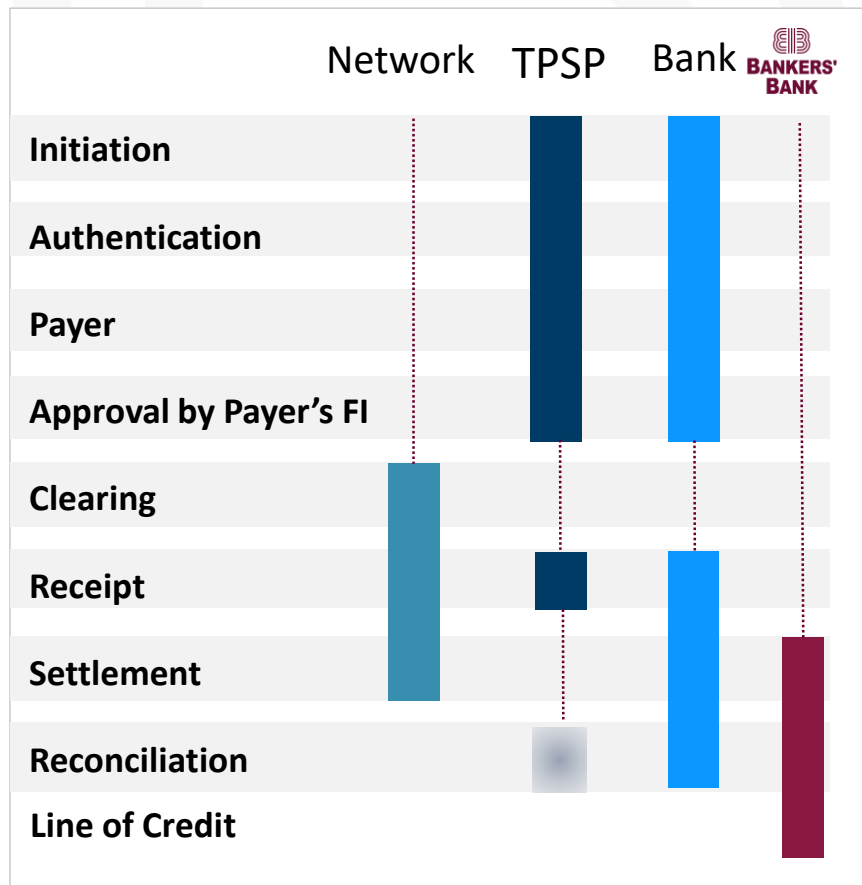 Network TPSP Bank BANKERS'
BANK
Initiation
Authentication
Payer
Approval by Payer’s FI
Clearing
Receipt
Settlement
Reconciliation
Line of Credit